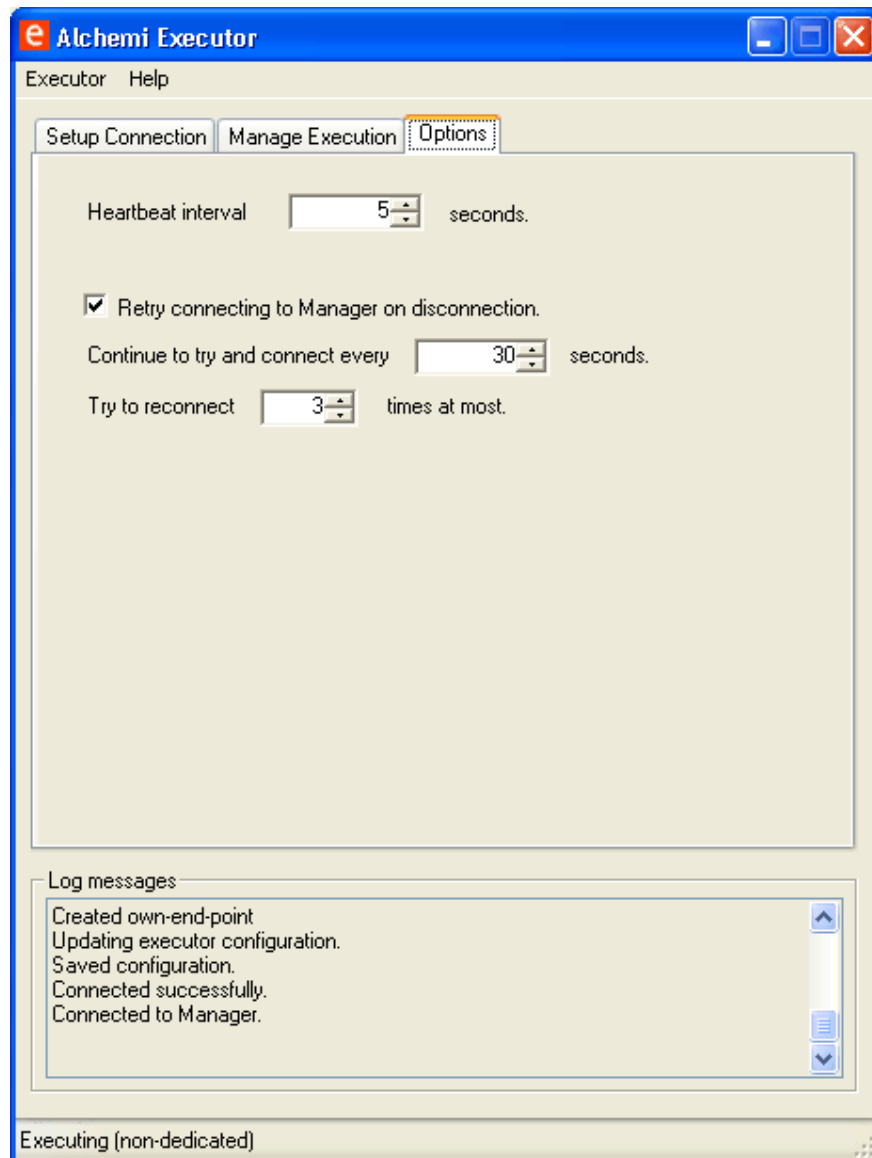 e Alchemi Executor
Executor Help
Setup Connection Manage Execution Options
Heartbeat interval 5 seconds.
Retry connecting to Manager on disconnection.
Continue to try and connect every 30 seconds.
Try to reconnect 3 times at most.
Log messages
Created own-end-point
Updating executor configuration.
Saved configuration.
Connected successfully.
Connected to Manager.
Executing (non-dedicated)